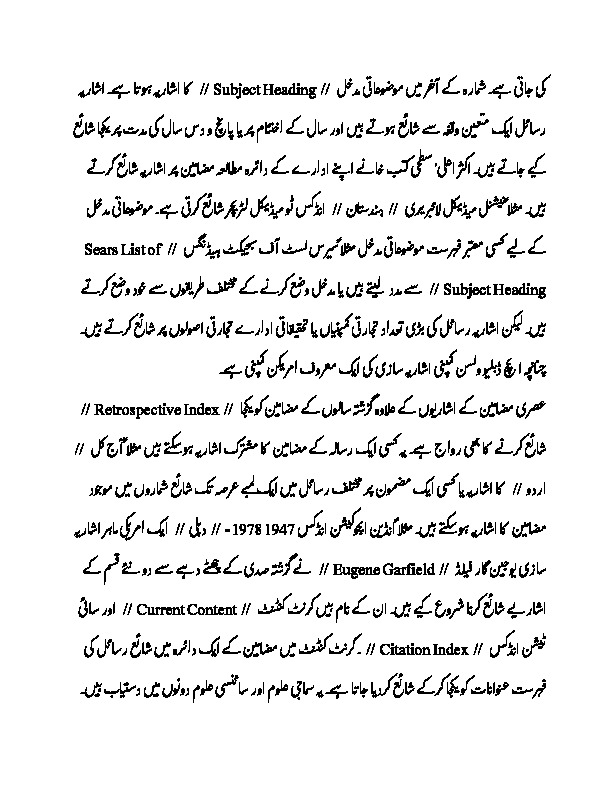 کی جاتی ہے۔ شمارہ کے آخر میں موضوعاتی مدخل // Subject Heading // کا اشاریہ ہوتا ہے۔ اشاریہ
رسائل ایک متعین وقفہ سے شائع ہوتے ہیں اور سال کے اختتام پر یا پانچ و دس سال کی مدت پر یکجا شائع
کیے جاتے ہیں۔ اکثر اعلیٰ سطحی کتب خانے اپنے ادارے کے دائرہ مطالعہ مضامین پر اشاریہ شائع کرتے
ہیں۔ مثلاً نیشنل میڈیکل لائبریری // ہندستان // انڈکس ٹو میڈیکل لٹریچر شائع کرتی ہے۔ موضوعاتی مدخل
کے لیے کسی معتبر فہرست موضوعاتی مدخل مثلاً سیرس لسٹ آف سبجیکٹ ہیڈنگس // Sears List of
Subject Heading // سے مدد لیتے ہیں یا مدخل وضع کرنے کے مختلف طریقوں سے خود وضع کرتے
ہیں۔ لیکن اشاریہ رسائل کی بڑی تعداد تجارتی کمپنیاں یا تحقیقاتی ادارے تجارتی اصولوں پر شائع کرتے ہیں۔
چنانچہ ایچ ڈبلیو ولسن کمپنی اشاریہ سازی کی ایک معروف امریکن کمپنی ہے۔
عصری مضامین کے اشاریوں کے علاوہ گزشتہ سالوں کے مضامین کو یکجا // Retrospective Index //
شائع کرنے کا بھی رواج ہے۔ یہ کسی ایک رسالہ کے مضامین کا مشترک اشاریہ ہوسکتے ہیں مثلاً آج کل //
اردو // کا اشاریہ یا کسی ایک مضمون پر مختلف رسائل میں ایک لمبے عرصہ تک شائع شماروں میں موجود
مضامین کا اشاریہ ہوسکتے ہیں۔ مثلاً انڈین ایجوکیشن انڈکس 1947 1978 - // دہلی // ایک امریکی ماہر اشاریہ
سازی یوجین گار فیلڈ // Eugene Garfield // نے گزشتہ صدی کے چھٹے دہے سے دو نئے قسم کے
اشاریے شائع کرنا شروع کیے ہیں۔ ان کے نام ہیں کرنٹ کنٹنٹ // Current Content // اور سائی
ٹیشن انڈکس // Citation Index // ۔ کرنٹ کنٹنٹ میں مضامین کے ایک دائرہ میں شائع رسائل کی
فہرست عنوانات کو یکجا کرکے شائع کردیا جاتا ہے۔ یہ سماجی علوم اور سائنسی علوم دونوں میں دستیاب ہیں۔